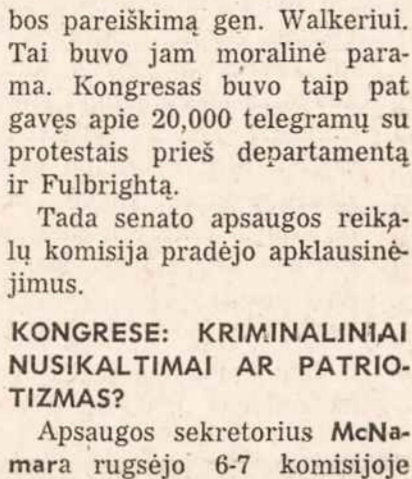 bos pareiškimą gen. Walkeriui.
Tai buvo jam moralinė para-
ma. Kongresas buvo taip pat
gavęs apie 20,000 telegramų su
protestais prieš departamentą
ir Fulbrightą.
Tada senato apsaugos reika-
lų komisija pradėjo apklausinė-
jimus.
KONGRESE: KRIMINALINIAI
NUSIKALTIMAI AR PATRIO-
TIZMAS?
Apsaugos sekretorius McNa-
mara rugsėjo 6-7 komisijoje